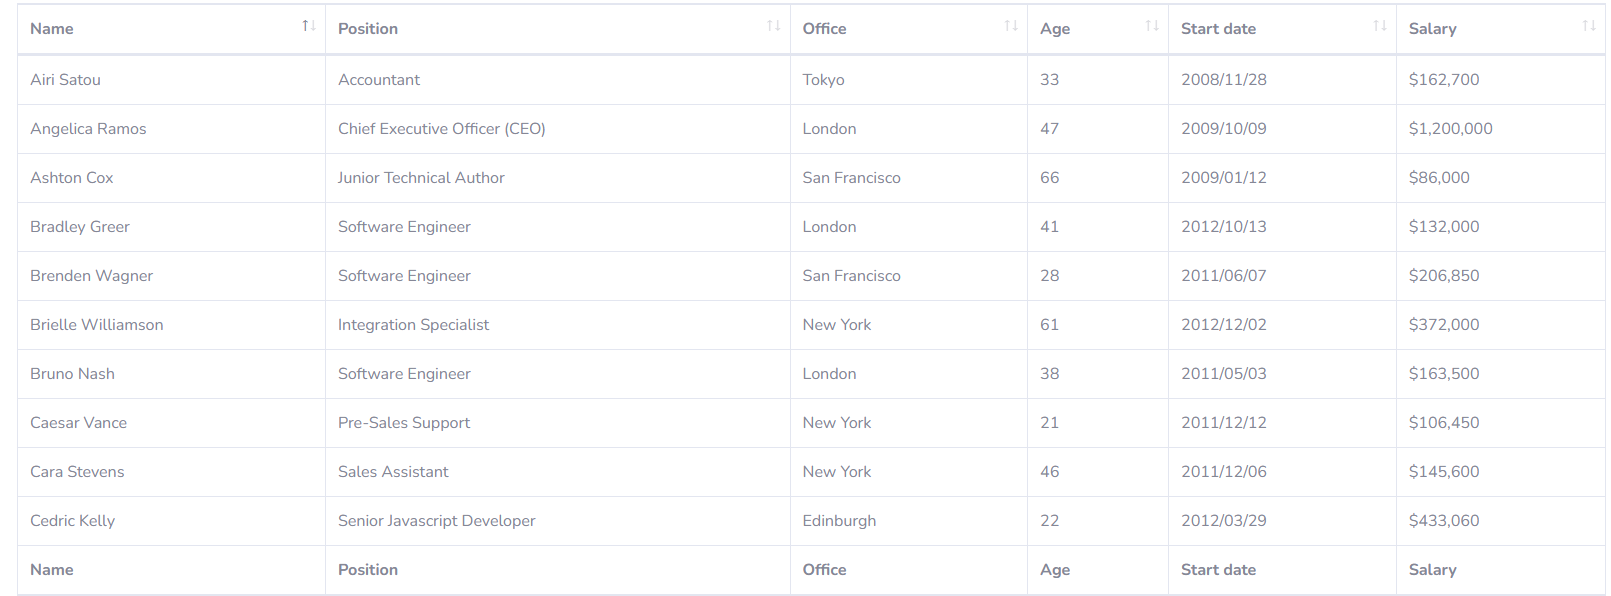 Name Position Office Age Start date Salary
Airi Satou Accountant Tokyo 33 2008/11/28 $162,700
Angelica Ramos Chief Executive Officer (CEO) London 47 2009/10/09 $1,200,000
Ashton Cox Junior Technical Author San Francisco 66 2009/01/12 $86,000
Bradley Greer Software Engineer London 41 2012/10/13 $132,000
Brenden Wagner Software Engineer San Francisco 28 2011/06/07 $206,850
Brielle Williamson Integration Specialist New York 61 2012/12/02 $372,000
Bruno Nash Software Engineer London 38 2011/05/03 $163,500
Caesar Vance Pre-Sales Support New York 21 2011/12/12 $106,450
Cara Stevens Sales Assistant New York 46 2011/12/06 $145,600
Cedric Kelly Senior Javascript Developer Edinburgh 22 2012/03/29 $433,060
Name Position Office Age Start date Salary